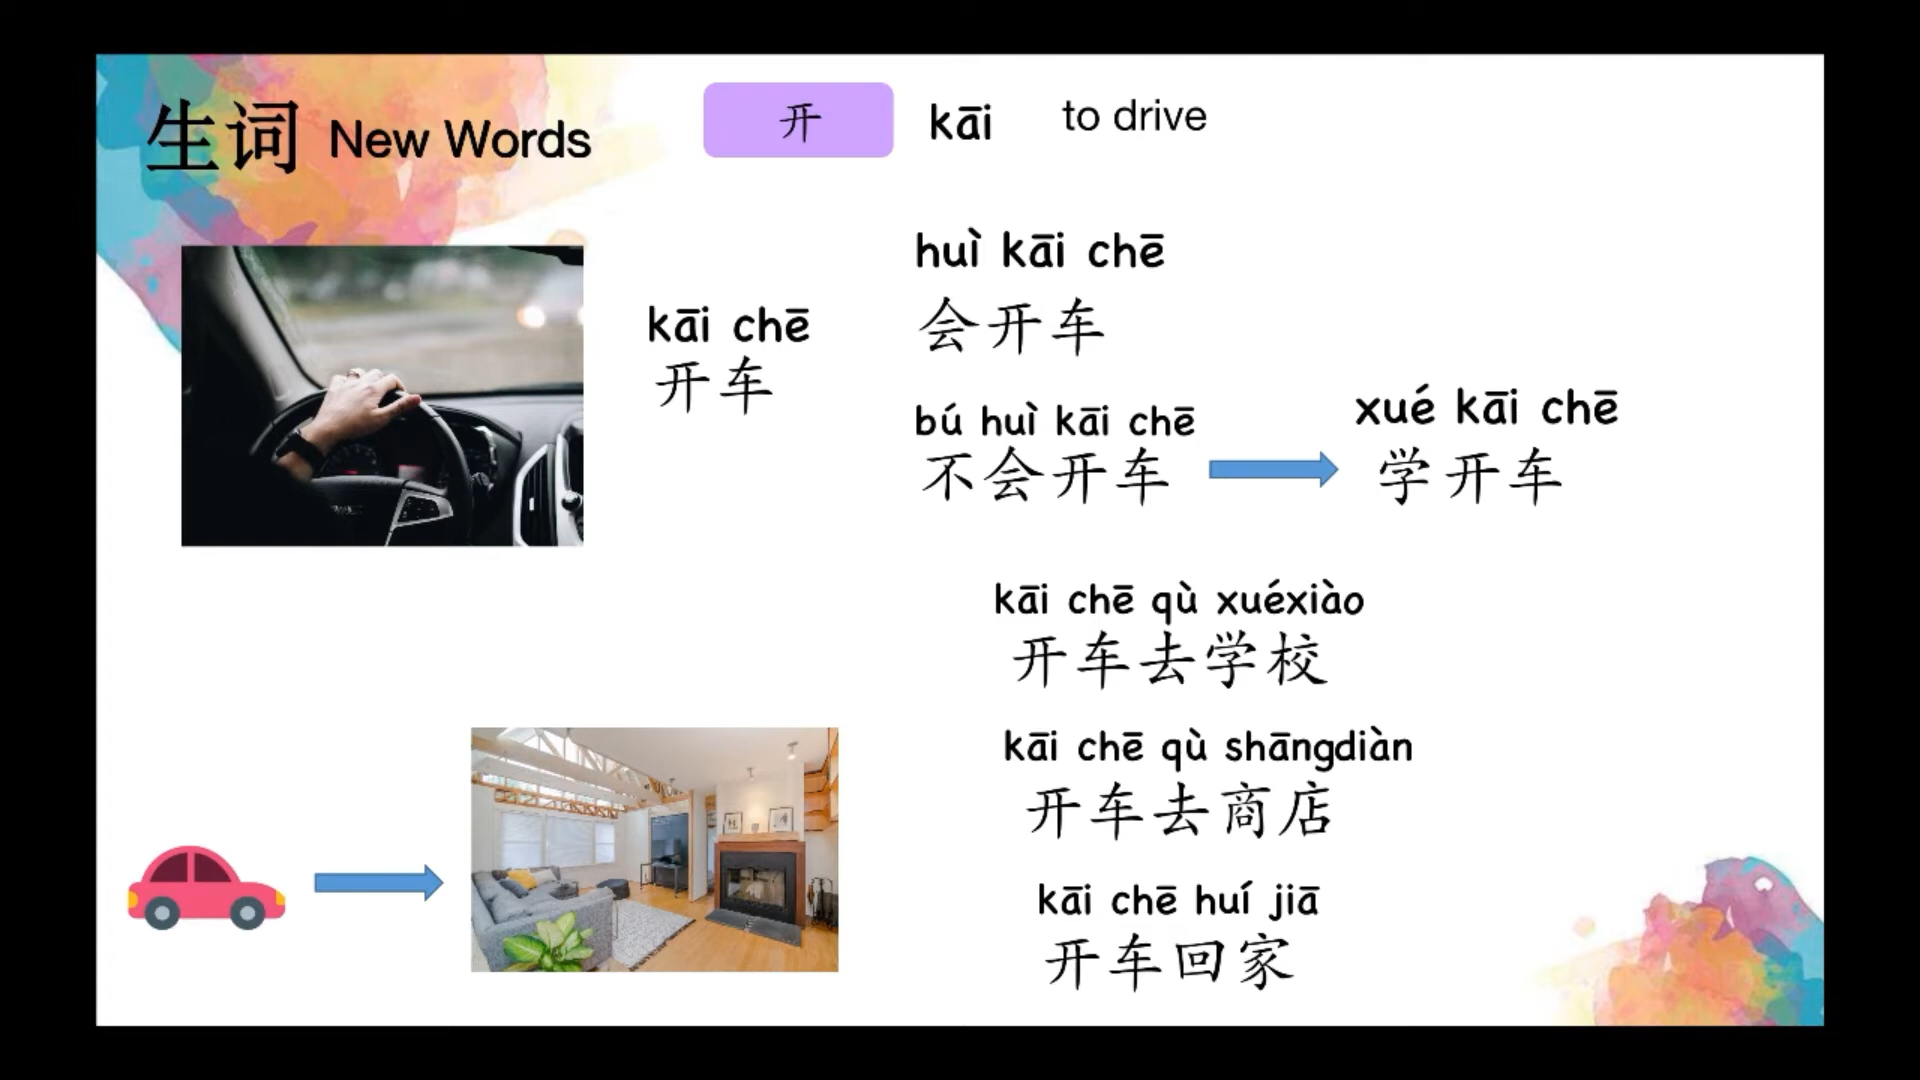 生词 New Words
开 kāi to drive
kāi chē
开车
huì kāi chē
会开车
bú huì kāi chē
不会开车
xué kāi chē
学开车
kāi chē qù xuéxiào
开车去学校
kāi chē qù shāngdiàn
开车去商店
kāi chē huí jiā
开车回家